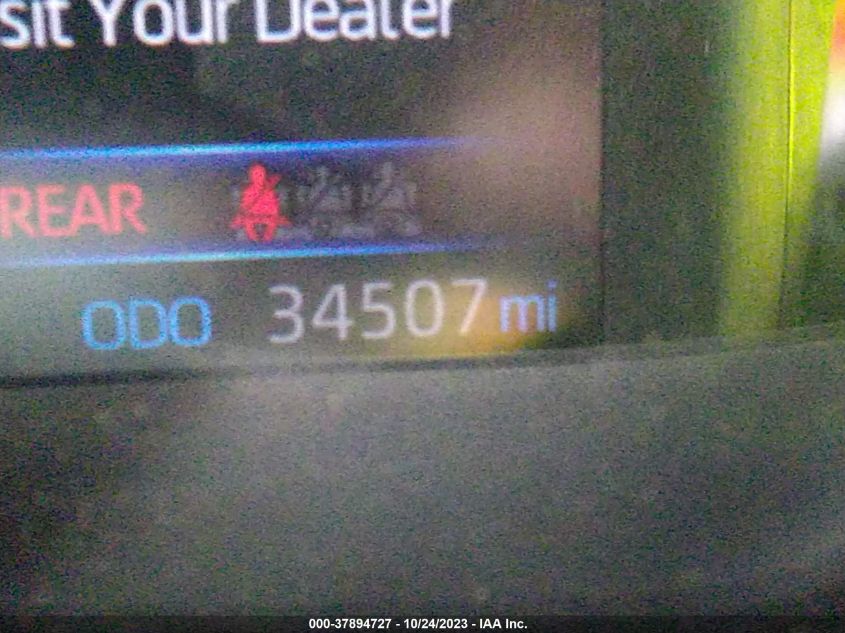 sit Your Dealer
REAR
ODO 34507 mi
000-37894727 - 10/24/2023 - IAA Inc.